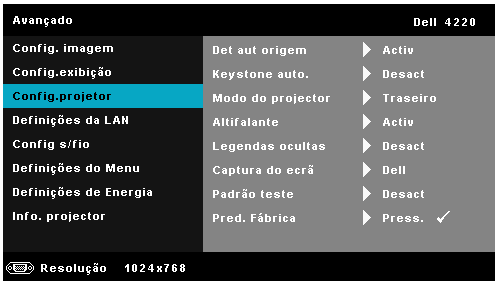 Avançado Dell 4220
Config. imagem Det aut origem Activ
Config.exibição Keystone auto. Desact
Config.projetor Modo do projector Traseiro
Definições da LAN Altifalante Activ
Config s/fio Legendas ocultas Desact
Definições do Menu Captura do ecrã Dell
Definições de Energia Padrão teste Desact
Info. projector Pred. Fábrica Press. ✓
Resolução 1024x768